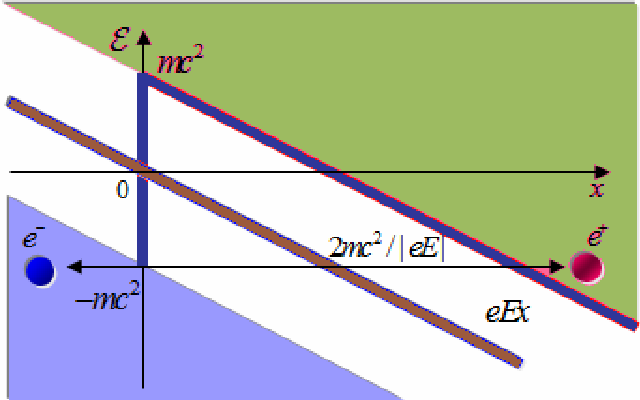 ℰ
mc²
0
x
e⁻
2mc² / | eE |
e⁺
−mc²
eEx